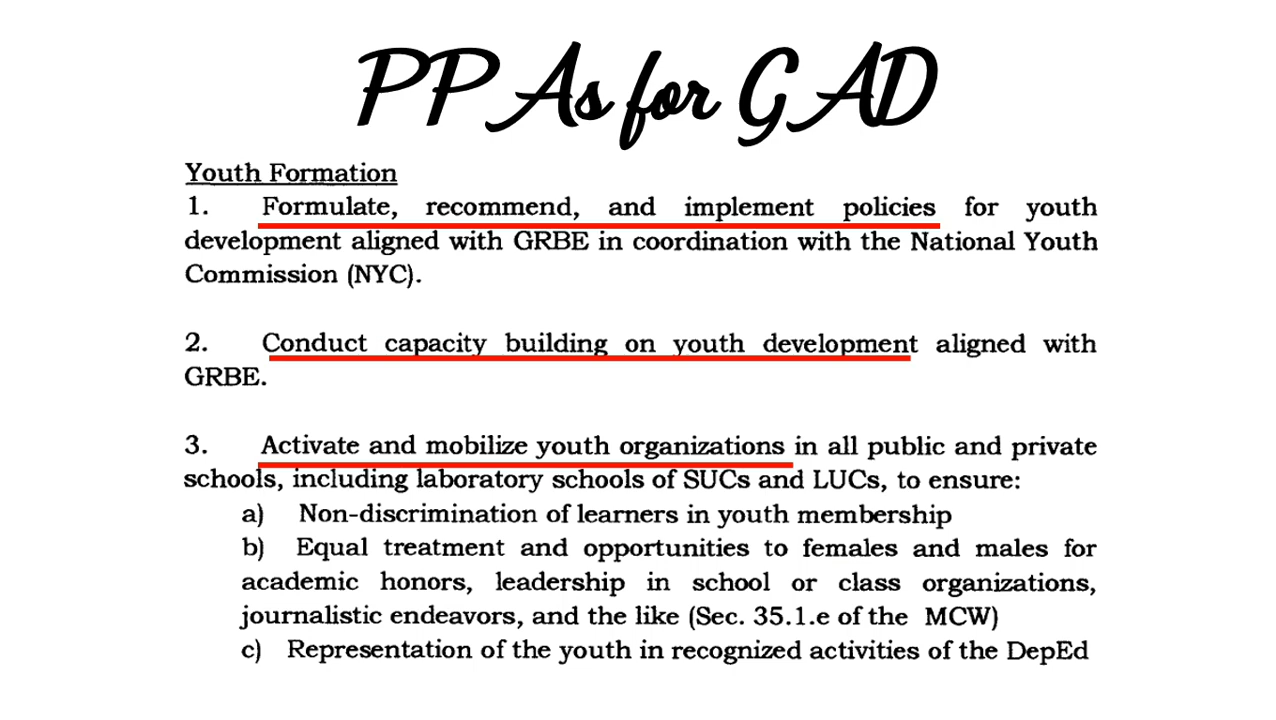 PPAs for GAD
Youth Formation
1. Formulate, recommend, and implement policies for youth
development aligned with GRBE in coordination with the National Youth
Commission (NYC).
2. Conduct capacity building on youth development aligned with
GRBE.
3. Activate and mobilize youth organizations in all public and private
schools, including laboratory schools of SUCs and LUCs, to ensure:
a) Non-discrimination of learners in youth membership
b) Equal treatment and opportunities to females and males for
academic honors, leadership in school or class organizations,
journalistic endeavors, and the like (Sec. 35.1.e of the MCW)
c) Representation of the youth in recognized activities of the DepEd